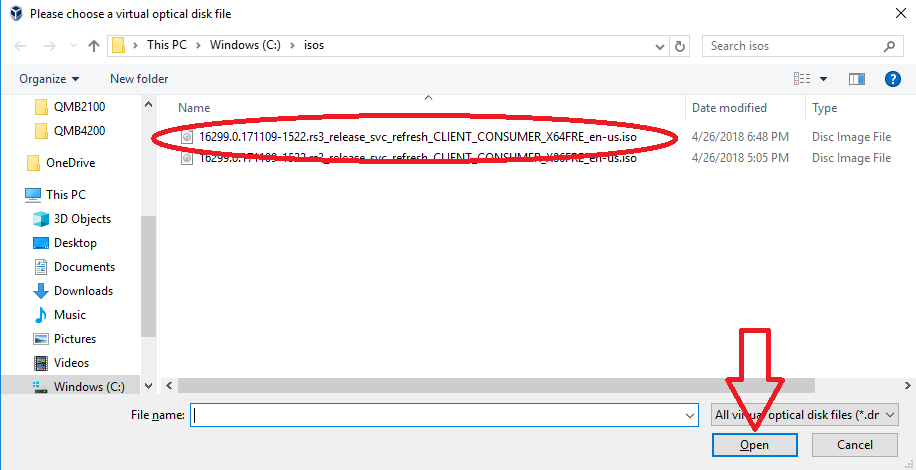 Please choose a virtual optical disk file
This PC Windows (C:) isos
Search isos
Organize New folder
Name Date modified Type
QMB2100
QMB4200
OneDrive
This PC
3D Objects
Desktop
Documents
Downloads
Music
Pictures
Videos
Windows (C:)
16299.0.171109-1522.rs3_release_svc_refresh_CLIENT_CONSUMER_X64FRE_en-us.iso 4/26/2018 6:48 PM Disc Image File
16299.0.171109-1522.rs3_release_svc_refresh_CLIENT_CONSUMER_X86FRE_en-us.iso 4/26/2018 5:05 PM Disc Image File
File name: All virtual optical disk files (*.dr
Open Cancel